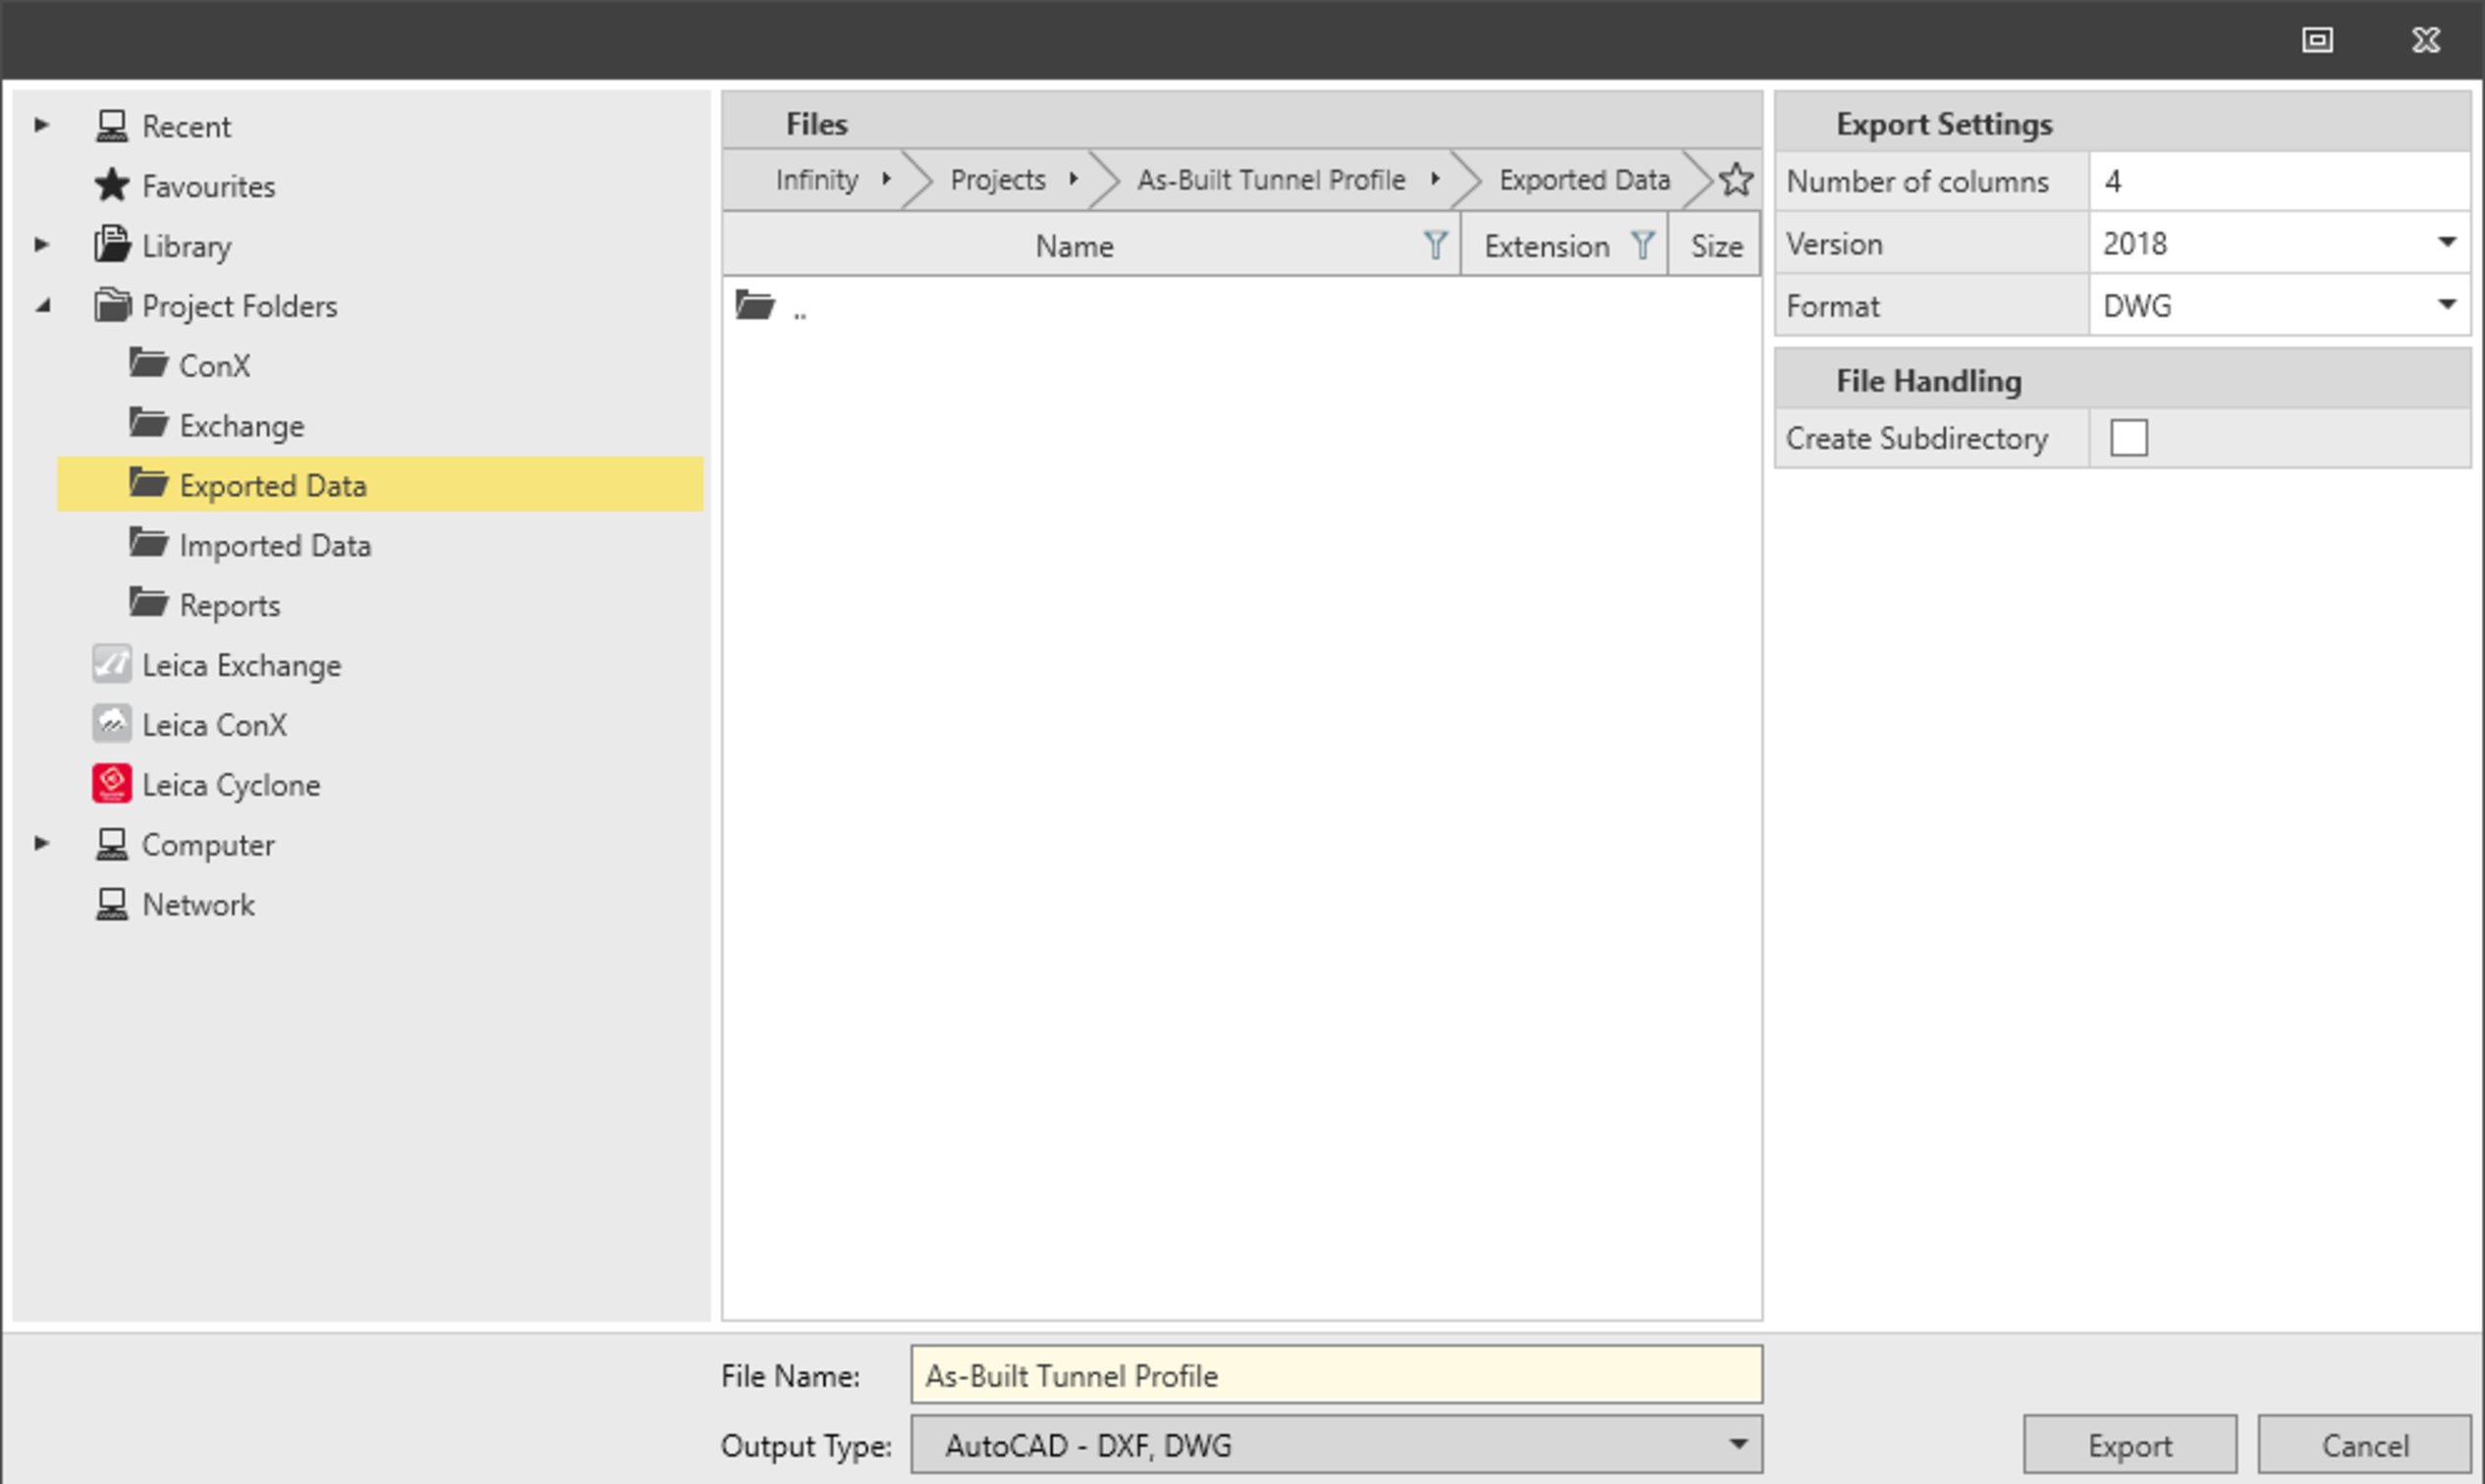 Recent
Favourites
Library
Project Folders
ConX
Exchange
Exported Data
Imported Data
Reports
Leica Exchange
Leica ConX
Leica Cyclone
Computer
Network
Files
Infinity Projects As-Built Tunnel Profile Exported Data
Name Extension Size
..
Export Settings
Number of columns 4
Version 2018
Format DWG
File Handling
Create Subdirectory
File Name: As-Built Tunnel Profile
Output Type: AutoCAD - DXF, DWG
Export Cancel